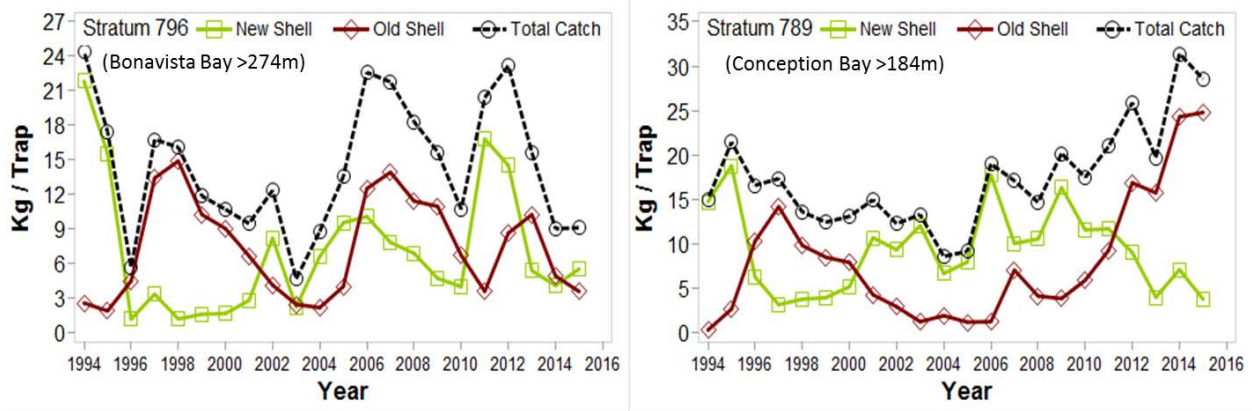 Stratum 796 New Shell Old Shell Total Catch
(Bonavista Bay >274m)
27
24
21
18
15
12
9
6
3
0
Kg / Trap
1994 1996 1998 2000 2002 2004 2006 2008 2010 2012 2014 2016
Year
Stratum 789 New Shell Old Shell Total Catch
(Conception Bay >184m)
35
30
25
20
15
10
5
0
Kg / Trap
1994 1996 1998 2000 2002 2004 2006 2008 2010 2012 2014 2016
Year